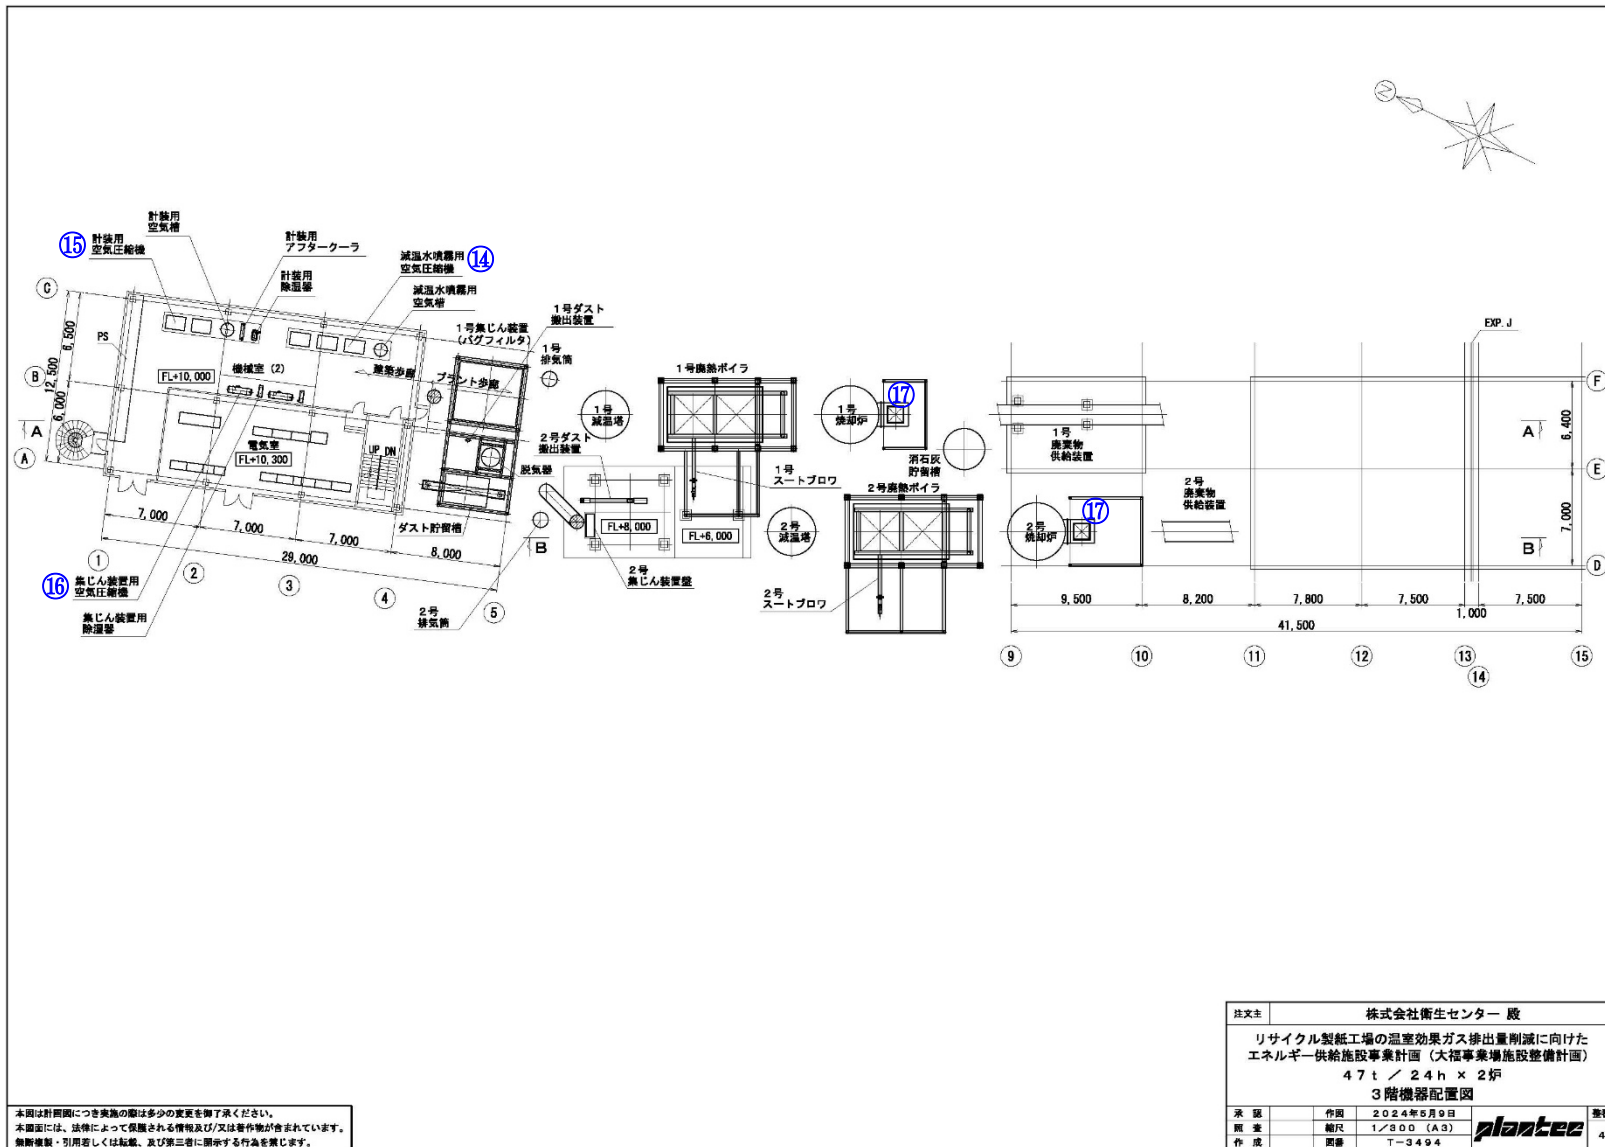 N
計装用
空気槽
⑮
計装用
空気圧縮機
計装用
アフタークーラ
計装用
除湿器
減温水噴霧用
空気圧縮機
⑭
減温水噴霧用
空気槽
1号ダスト
搬出装置
1号集じん装置
(バグフィルタ)
1号
排気筒
C
B
A
6,500
12,500
6,000
PS
FL+10,000
機械室(2)
建築歩廊
プラント歩廊
電気室
FL+10,300
UP
DN
A
7,000
7,000
7,000
8,000
29,000
1
2
3
4
5
⑯
集じん装置用
空気圧縮機
集じん装置用
除湿器
ダスト貯留槽
脱気器
B
2号
排気筒
1号
減温塔
2号ダスト
搬出装置
FL+8,000
FL+6,000
2号
集じん装置盤
1号廃熱ボイラ
1号
スートブロワ
2号
減温塔
2号廃熱ボイラ
2号
スートブロワ
1号
焼却炉
⑰
消石灰
貯留槽
2号
焼却炉
⑰
1号
廃棄物
供給装置
2号
廃棄物
供給装置
EXP.J
F
E
D
A
B
6,400
7,000
9,500
8,200
7,800
7,500
1,000
7,500
41,500
9
10
11
12
13
14
15
注文主
株式会社衛生センター 殿
リサイクル製紙工場の温室効果ガス排出量削減に向けた
エネルギー供給施設事業計画(大福事業場施設整備計画)
47t / 24h × 2炉
3階機器配置図
承認
作図
2024年5月9日
照査
縮尺
1/300 (A3)
作成
図番
T-3494
plantec
本図は計画図につき実施の際は多少の変更を御了承ください。
本図面には、法律によって保護される情報及び/又は著作物が含まれています。
無断複製・引用若しくは転載、及び第三者に開示する行為を禁じます。